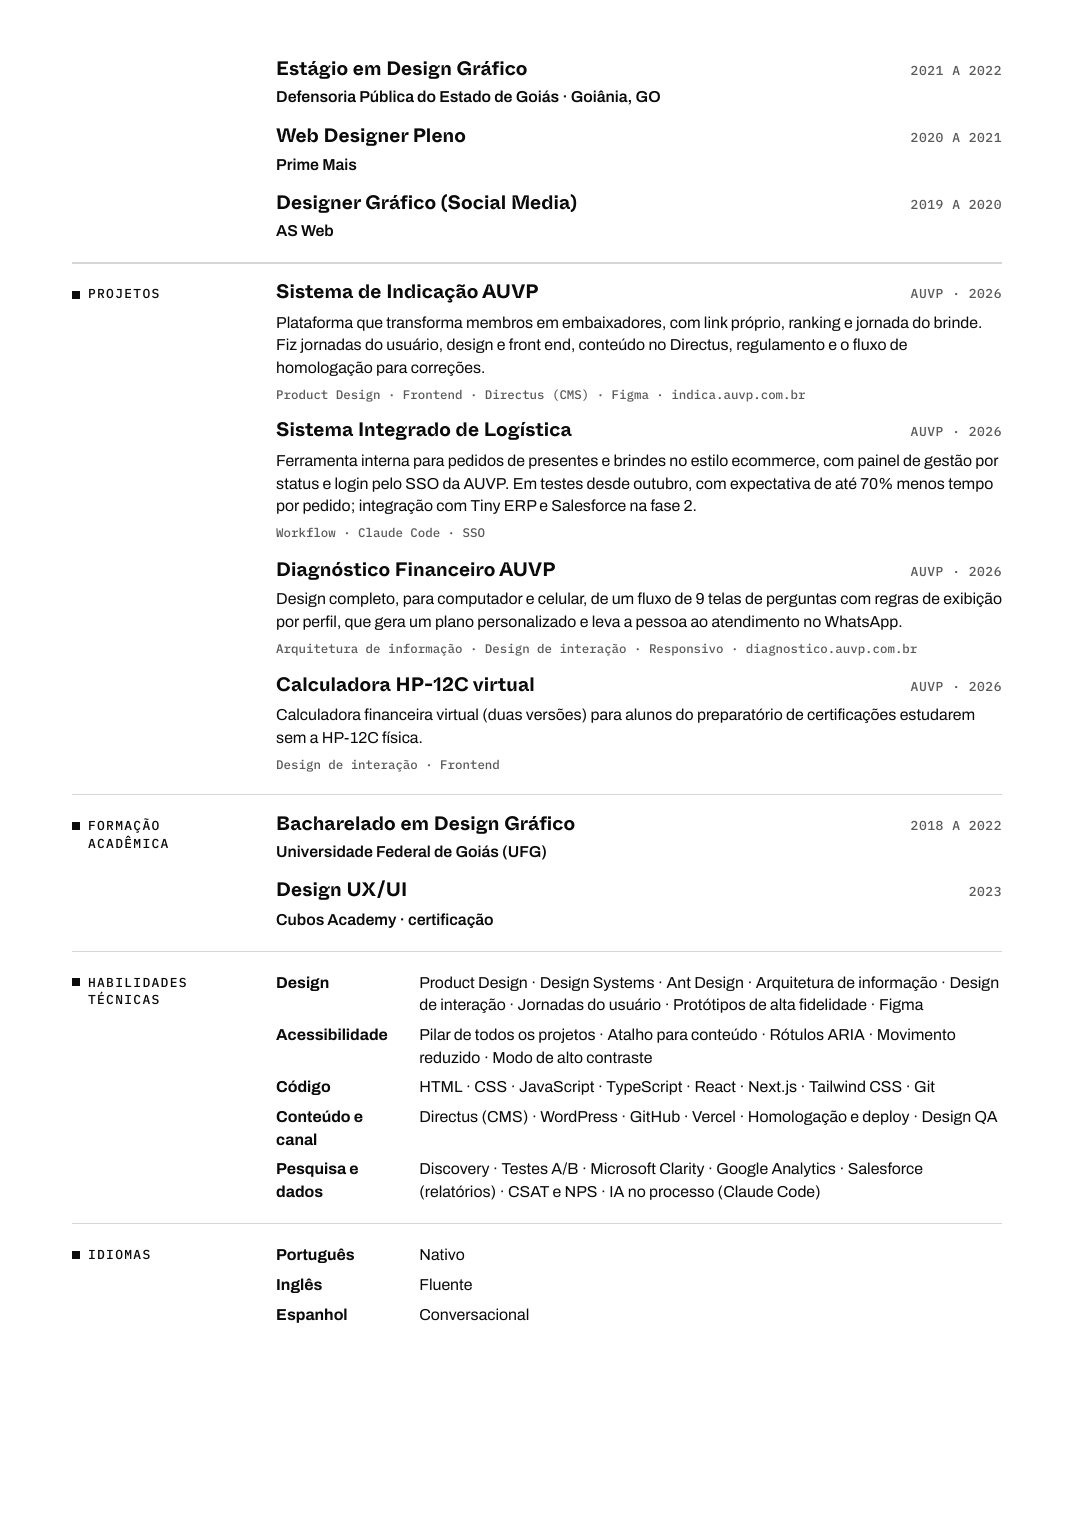 Estágio em Design Gráfico 2021 A 2022
Defensoria Pública do Estado de Goiás · Goiânia, GO
Web Designer Pleno 2020 A 2021
Prime Mais
Designer Gráfico (Social Media) 2019 A 2020
AS Web
PROJETOS
Sistema de Indicação AUVP AUVP · 2026
Plataforma que transforma membros em embaixadores, com link próprio, ranking e jornada do brinde.
Fiz jornadas do usuário, design e front end, conteúdo no Directus, regulamento e o fluxo de
homologação para correções.
Product Design · Frontend · Directus (CMS) · Figma · indica.auvp.com.br
Sistema Integrado de Logística AUVP · 2026
Ferramenta interna para pedidos de presentes e brindes no estilo ecommerce, com painel de gestão por
status e login pelo SSO da AUVP. Em testes desde outubro, com expectativa de até 70% menos tempo
por pedido; integração com Tiny ERP e Salesforce na fase 2.
Workflow · Claude Code · SSO
Diagnóstico Financeiro AUVP AUVP · 2026
Design completo, para computador e celular, de um fluxo de 9 telas de perguntas com regras de exibição
por perfil, que gera um plano personalizado e leva a pessoa ao atendimento no WhatsApp.
Arquitetura de informação · Design de interação · Responsivo · diagnostico.auvp.com.br
Calculadora HP-12C virtual AUVP · 2026
Calculadora financeira virtual (duas versões) para alunos do preparatório de certificações estudarem
sem a HP-12C física.
Design de interação · Frontend
FORMAÇÃO
ACADÊMICA
Bacharelado em Design Gráfico 2018 A 2022
Universidade Federal de Goiás (UFG)
Design UX/UI 2023
Cubos Academy · certificação
HABILIDADES
TÉCNICAS
Design Product Design · Design Systems · Ant Design · Arquitetura de informação · Design
de interação · Jornadas do usuário · Protótipos de alta fidelidade · Figma
Acessibilidade Pilar de todos os projetos · Atalho para conteúdo · Rótulos ARIA · Movimento
reduzido · Modo de alto contraste
Código HTML · CSS · JavaScript · TypeScript · React · Next.js · Tailwind CSS · Git
Conteúdo e
canal
Directus (CMS) · WordPress · GitHub · Vercel · Homologação e deploy · Design QA
Pesquisa e
dados
Discovery · Testes A/B · Microsoft Clarity · Google Analytics · Salesforce
(relatórios) · CSAT e NPS · IA no processo (Claude Code)
IDIOMAS
Português Nativo
Inglês Fluente
Espanhol Conversacional